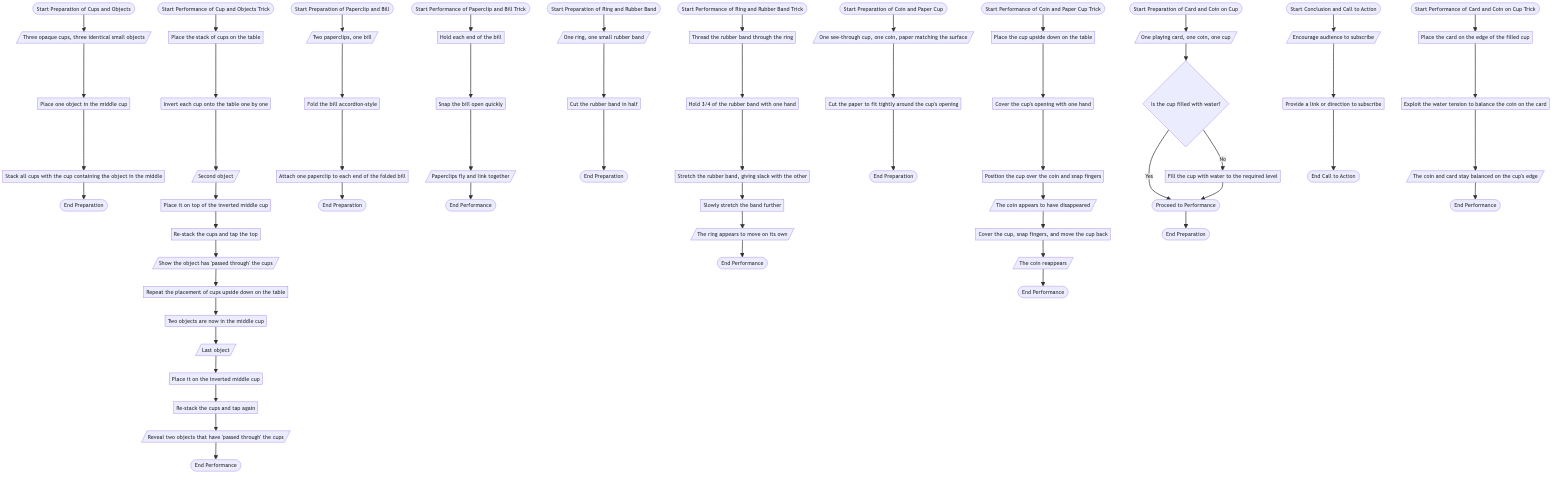 Start Preparation of Cups and Objects
Three opaque cups, three identical small objects
Place one object in the middle cup
Stack all cups with the cup containing the object in the middle
End Preparation
Start Performance of Cup and Objects Trick
Place the stack of cups on the table
Invert each cup onto the table one by one
Second object
Place it on top of the inverted middle cup
Re-stack the cups and tap the top
Show the object has 'passed through' the cups
Repeat the placement of cups upside down on the table
Two objects are now in the middle cup
Last object
Place it on the inverted middle cup
Re-stack the cups and tap again
Reveal two objects that have 'passed through' the cups
End Performance
Start Preparation of Paperclip and Bill
Two paperclips, one bill
Fold the bill accordion-style
Attach one paperclip to each end of the folded bill
End Preparation
Start Performance of Paperclip and Bill Trick
Hold each end of the bill
Snap the bill open quickly
Paperclips fly and link together
End Performance
Start Preparation of Ring and Rubber Band
One ring, one small rubber band
Cut the rubber band in half
End Preparation
Start Performance of Ring and Rubber Band Trick
Thread the rubber band through the ring
Hold 3/4 of the rubber band with one hand
Stretch the rubber band, giving slack with the other
Slowly stretch the band further
The ring appears to move on its own
End Performance
Start Preparation of Coin and Paper Cup
One see-through cup, one coin, paper matching the surface
Cut the paper to fit tightly around the cup's opening
End Preparation
Start Performance of Coin and Paper Cup Trick
Place the cup upside down on the table
Cover the cup's opening with one hand
Position the cup over the coin and snap fingers
The coin appears to have disappeared
Cover the cup, snap fingers, and move the cup back
The coin reappears
End Performance
Start Preparation of Card and Coin on Cup
One playing card, one coin, one cup
Is the cup filled with water?
No
Yes
Fill the cup with water to the required level
Proceed to Performance
End Preparation
Start Conclusion and Call to Action
Encourage audience to subscribe
Provide a link or direction to subscribe
End Call to Action
Start Performance of Card and Coin on Cup Trick
Place the card on the edge of the filled cup
Exploit the water tension to balance the coin on the card
The coin and card stay balanced on the cup's edge
End Performance